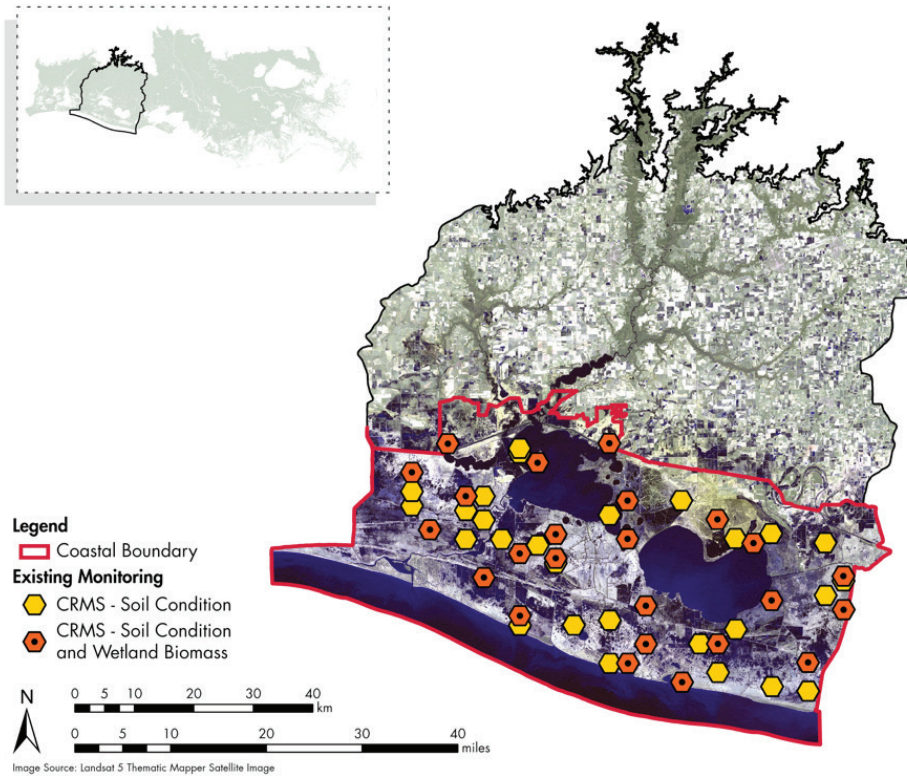 Legend
Coastal Boundary
Existing Monitoring
CRMS - Soil Condition
CRMS - Soil Condition
and Wetland Biomass
N
0 5 10 20 30 40
km
0 5 10 20 30 40
miles
Image Source: Landsat 5 Thematic Mapper Satellite Image